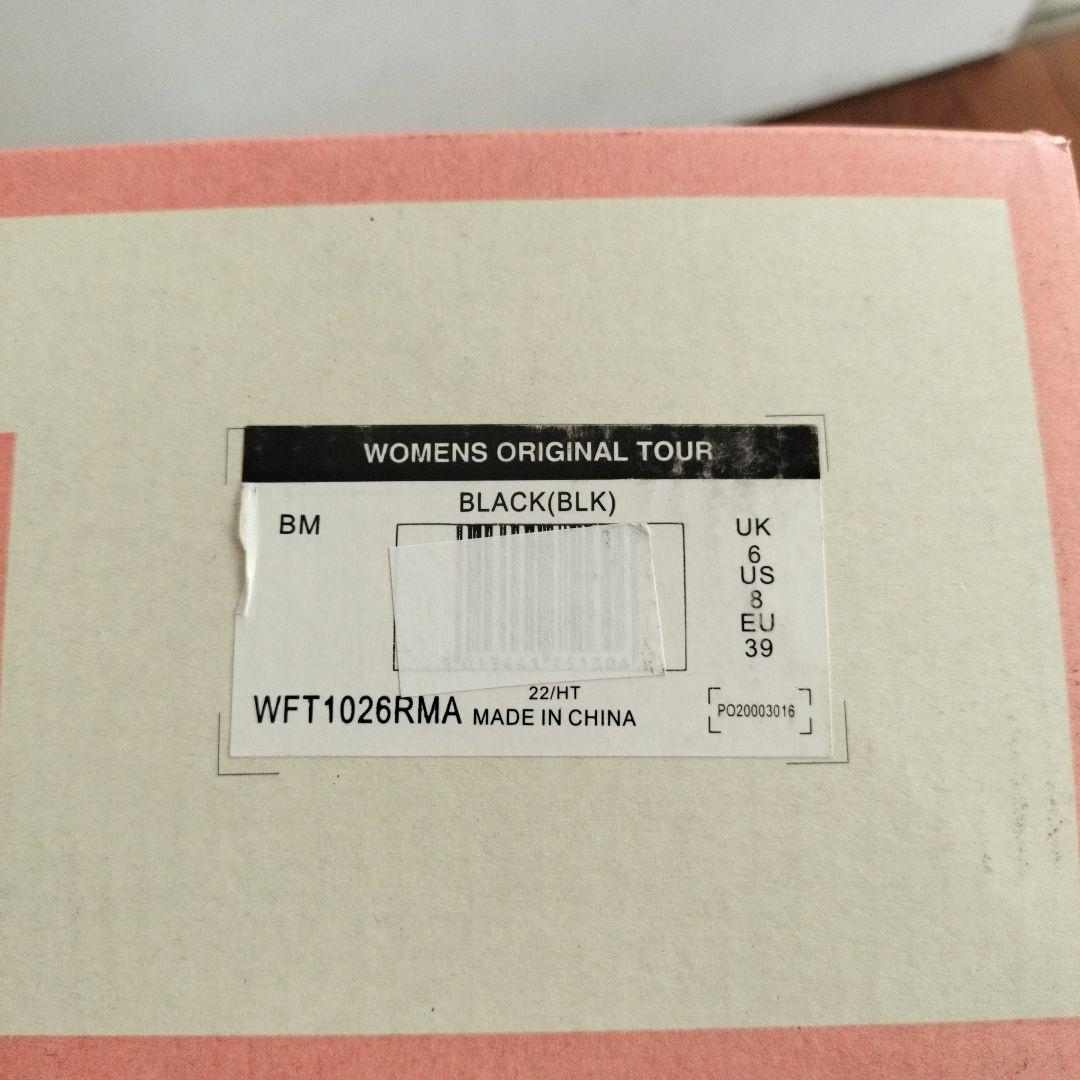 WOMENS ORIGINAL TOUR
BLACK(BLK)
BM
UK
6
US
8
EU
39
22/HT
WFT1026RMA MADE IN CHINA
PO20003016